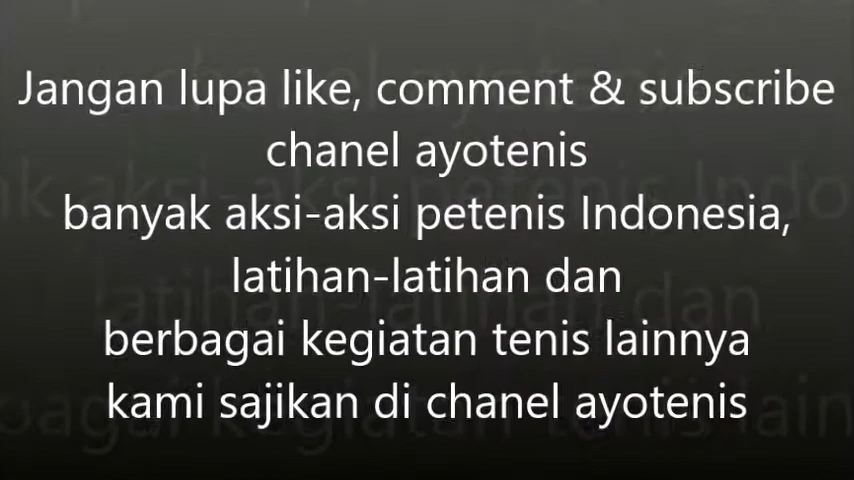 Jangan lupa like, comment & subscribe
chanel ayotenis
banyak aksi-aksi petenis Indonesia,
latihan-latihan dan
berbagai kegiatan tenis lainnya
kami sajikan di chanel ayotenis